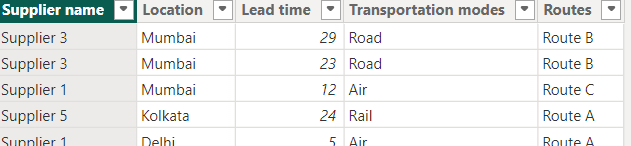 Supplier name Location Lead time Transportation modes Routes
Supplier 3 Mumbai 29 Road Route B
Supplier 3 Mumbai 23 Road Route B
Supplier 1 Mumbai 12 Air Route C
Supplier 5 Kolkata 24 Rail Route A
Supplier 1 Delhi 5 Air Route A